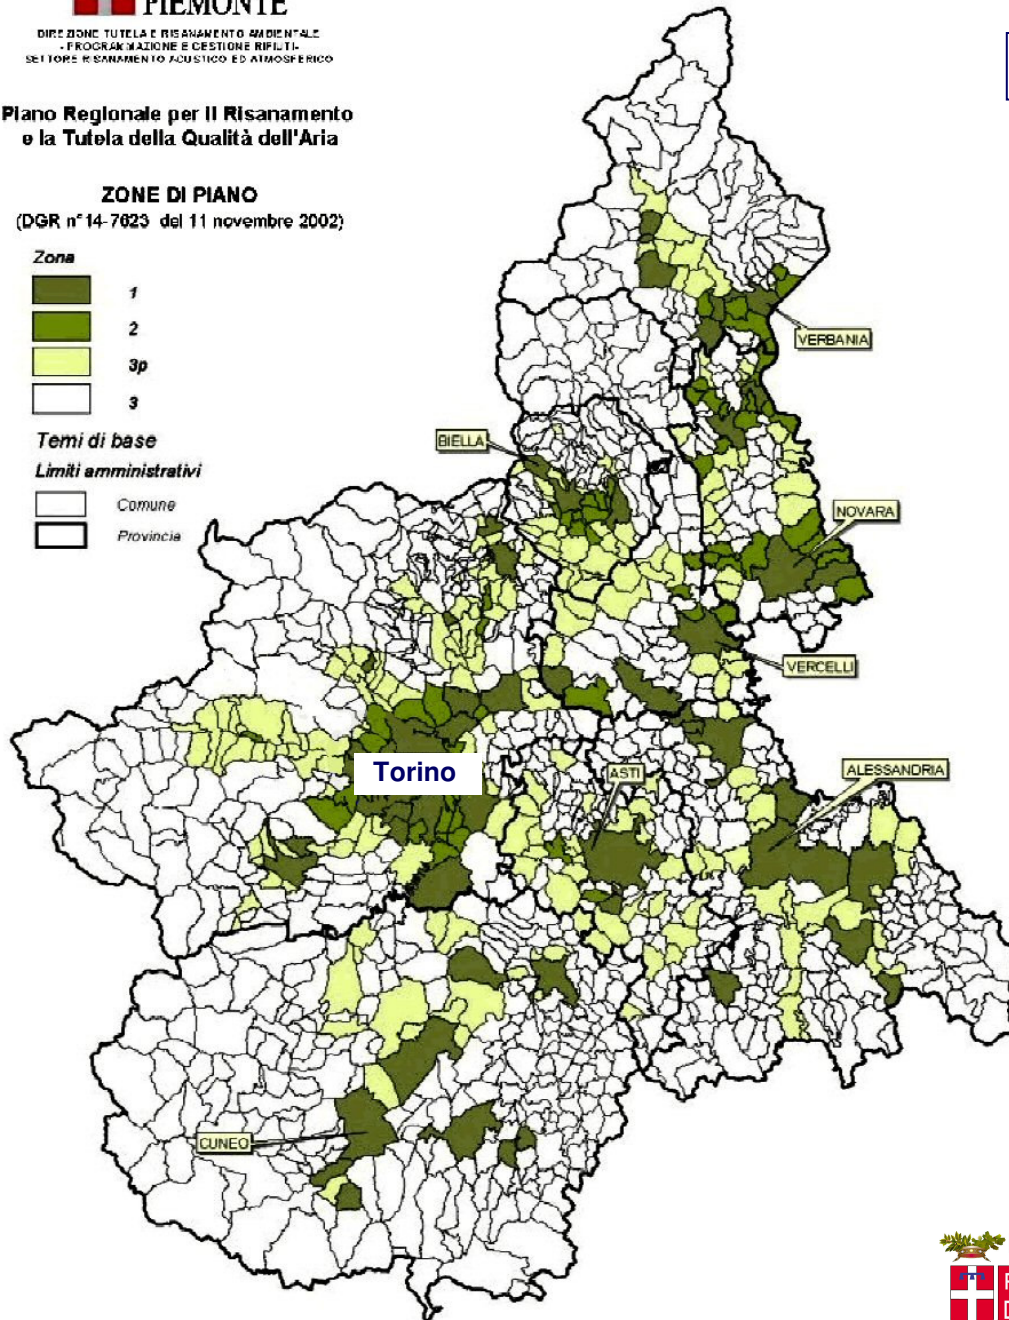 PIEMONTE
DIREZIONE TUTELA E RISANAMENTO AMBIENTALE
- PROGRAMMAZIONE E GESTIONE RIFIUTI-
SETTORE RISANAMENTO ACUSTICO ED ATMOSFERICO
Piano Regionale per il Risanamento
e la Tutela della Qualità dell'Aria
ZONE DI PIANO
(DGR n°14-7623 del 11 novembre 2002)
Zona
1
2
3p
3
Temi di base
Limiti amministrativi
Comune
Provincia
VERBANIA
BIELLA
NOVARA
VERCELLI
Torino
ASTI
ALESSANDRIA
CUNEO